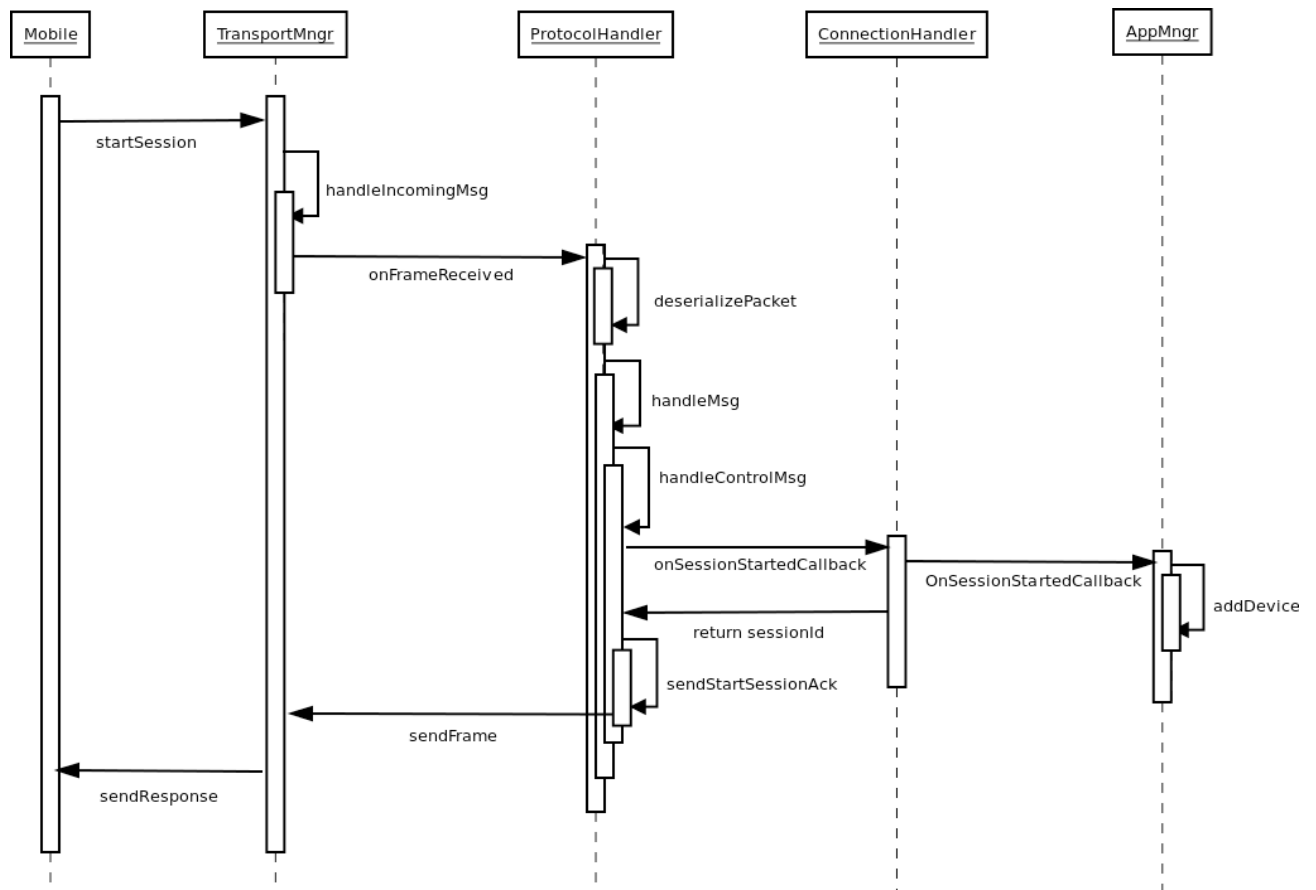 Mobile
TransportMngr
ProtocolHandler
ConnectionHandler
AppMngr
startSession
handleIncomingMsg
onFrameReceived
deserializePacket
handleMsg
handleControlMsg
onSessionStartedCallback
OnSessionStartedCallback
addDevice
return sessionId
sendStartSessionAck
sendFrame
sendResponse